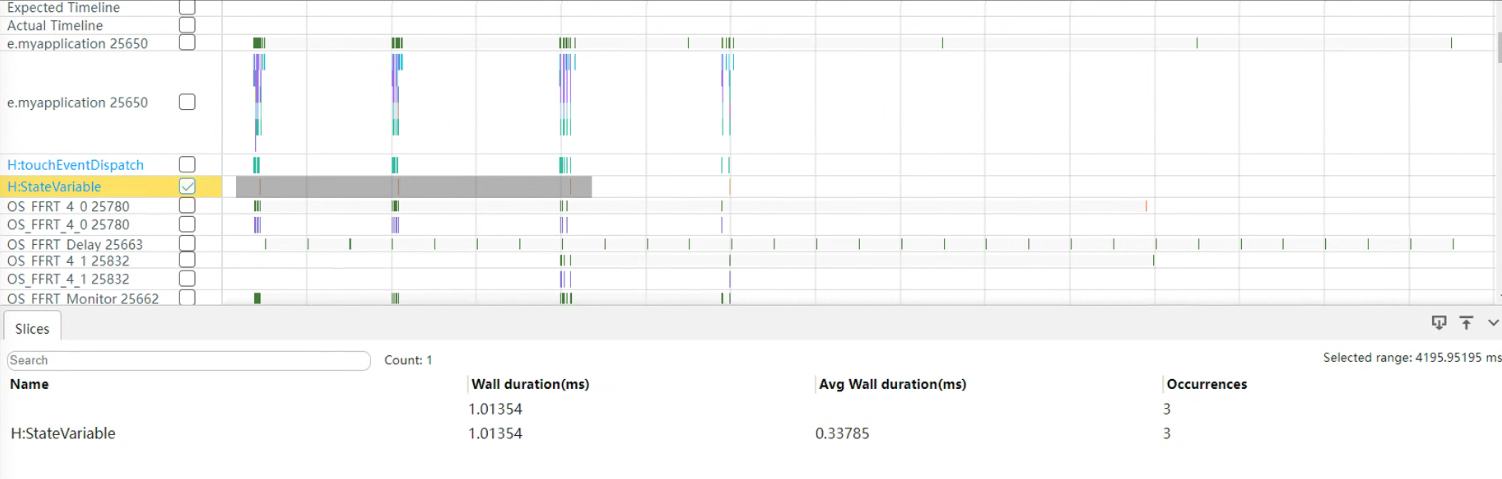 Expected Timeline
Actual Timeline
e.myapplication 25650
e.myapplication 25650
H:touchEventDispatch
H:StateVariable
OS_FFRT_4_0 25780
OS_FFRT_4_0 25780
OS_FFRT_Delay 25663
OS_FFRT_4_1 25832
OS_FFRT_4_1 25832
OS_FFRT_Monitor 25662
Slices
Search Count: 1 Selected range: 4195.95195 ms
Name Wall duration(ms) Avg Wall duration(ms) Occurrences
1.01354 3
H:StateVariable 1.01354 0.33785 3